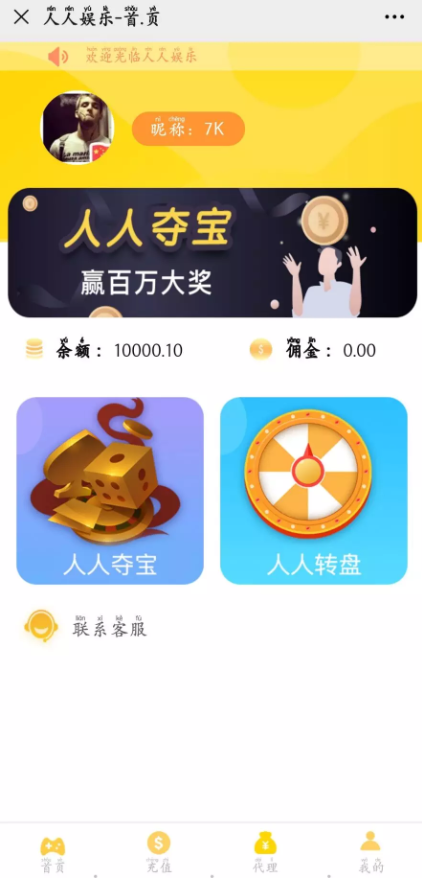 人人娱乐-首.页
欢迎光临人人娱乐
昵称：7K
人人夺宝
赢百万大奖
余额：10000.10
佣金：0.00
人人夺宝
人人转盘
联系客服
首页
充值
代理
我的